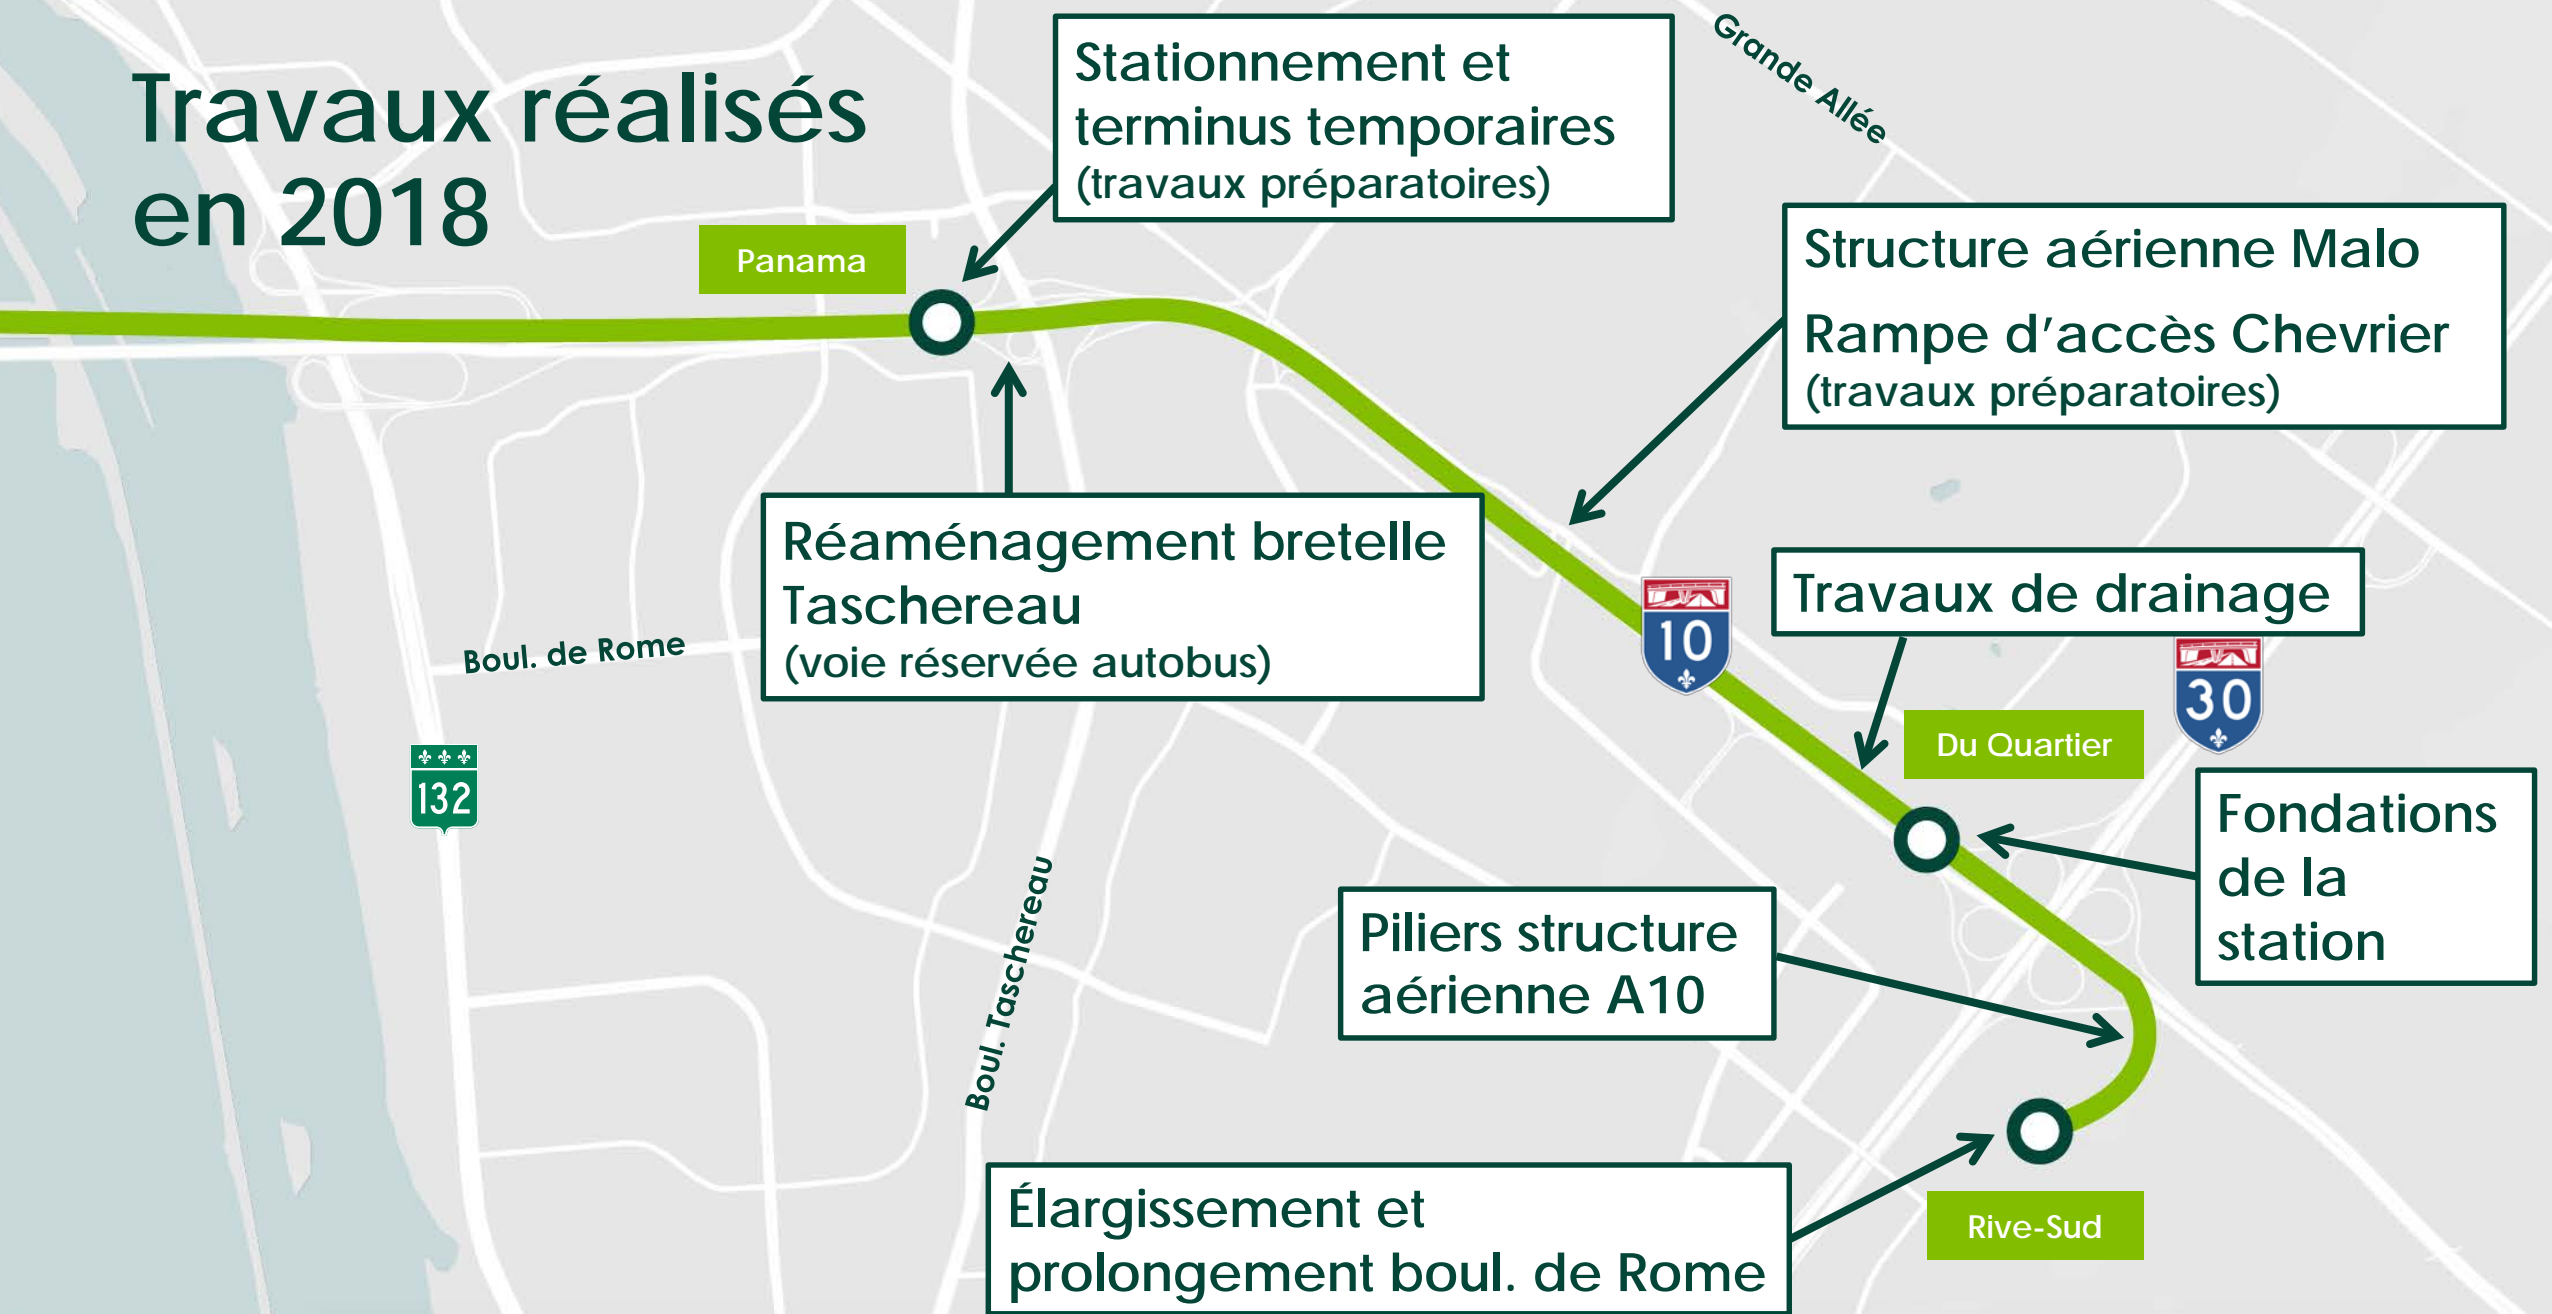 Travaux réalisés
en 2018
Stationnement et
terminus temporaires
(travaux préparatoires)
Grande Allée
Panama
Structure aérienne Malo
Rampe d'accès Chevrier
(travaux préparatoires)
Réaménagement bretelle
Taschereau
(voie réservée autobus)
Boul. de Rome
10
Travaux de drainage
30
Du Quartier
132
Fondations
de la
station
Boul. Taschereau
Piliers structure
aérienne A10
Élargissement et
prolongement boul. de Rome
Rive-Sud